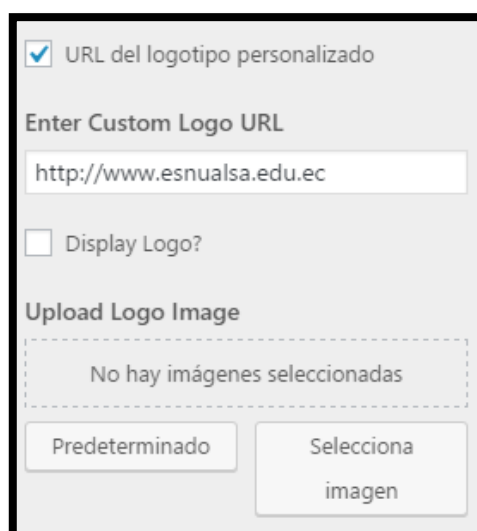 URL del logotipo personalizado
Enter Custom Logo URL
http://www.esnualsa.edu.ec
Display Logo?
Upload Logo Image
No hay imágenes seleccionadas
Predeterminado
Selecciona
imagen